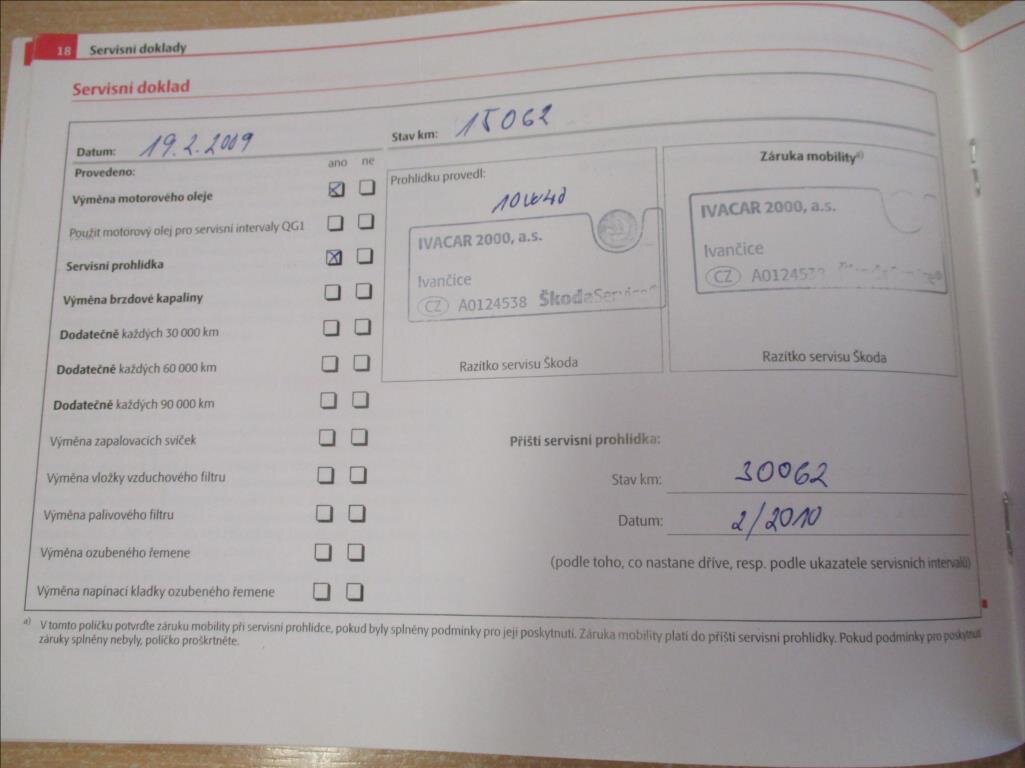 18 Servisní doklady
Servisní doklad
Datum: 19.2.2009
Stav km: 15062
Provedeno:
ano ne
Výměna motorového oleje
Použit motorový olej pro servisní intervaly QG1
Servisní prohlídka
Výměna brzdové kapaliny
Dodatečně každých 30 000 km
Dodatečně každých 60 000 km
Dodatečně každých 90 000 km
Výměna zapalovacích svíček
Výměna vložky vzduchového filtru
Výměna palivového filtru
Výměna ozubeného řemene
Výměna napínací kladky ozubeného řemene
Prohlídku provedl:
10W40
IVACAR 2000, a.s.
Ivančice
CZ A0124538 ŠkodaService®
Razítko servisu Škoda
Záruka mobility a)
IVACAR 2000, a.s.
Ivančice
CZ
Razítko servisu Škoda
Příští servisní prohlídka:
Stav km: 30062
Datum: 2/2010
(podle toho, co nastane dříve, resp. podle ukazatele servisních intervalů)
a) V tomto políčku potvrďte záruku mobility při servisní prohlídce, pokud byly splněny podmínky pro její poskytnutí. Záruka mobility platí do příští servisní prohlídky. Pokud podmínky pro poskytnutí
záruky splněny nebyly, políčko proškrtněte.